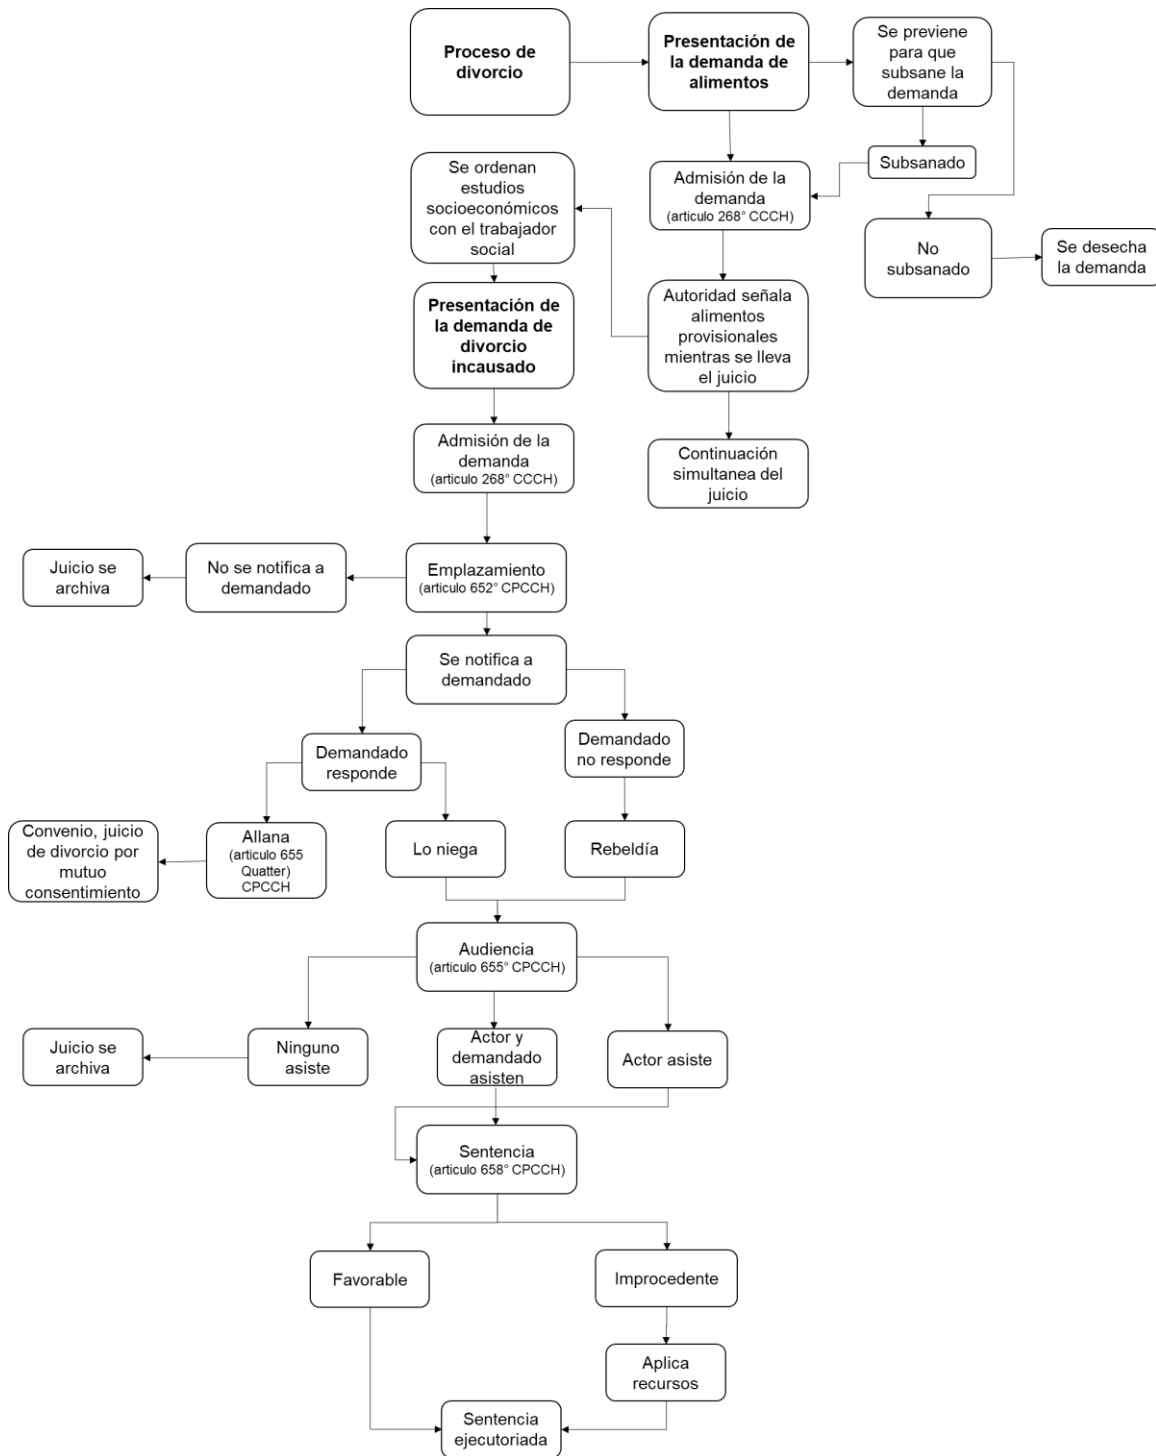 Proceso de
divorcio
Presentación de
la demanda de
alimentos
Se previene
para que
subsane la
demanda
Subsanado
Se ordenan
estudios
socioeconómicos
con el trabajador
social
Admisión de la
demanda
(articulo 268° CCCH)
No
subsanado
Se desecha
la demanda
Presentación de
la demanda de
divorcio
incausado
Autoridad señala
alimentos
provisionales
mientras se lleva
el juicio
Admisión de la
demanda
(articulo 268° CCCH)
Continuación
simultanea del
juicio
Juicio se
archiva
No se notifica a
demandado
Emplazamiento
(articulo 652° CPCCH)
Se notifica a
demandado
Demandado
responde
Demandado
no responde
Convenio, juicio
de divorcio por
mutuo
consentimiento
Allana
(articulo 655
Quatter)
CPCCH
Lo niega
Rebeldía
Audiencia
(articulo 655° CPCCH)
Juicio se
archiva
Ninguno
asiste
Actor y
demandado
asisten
Actor asiste
Sentencia
(articulo 658° CPCCH)
Favorable
Improcedente
Aplica
recursos
Sentencia
ejecutoriada